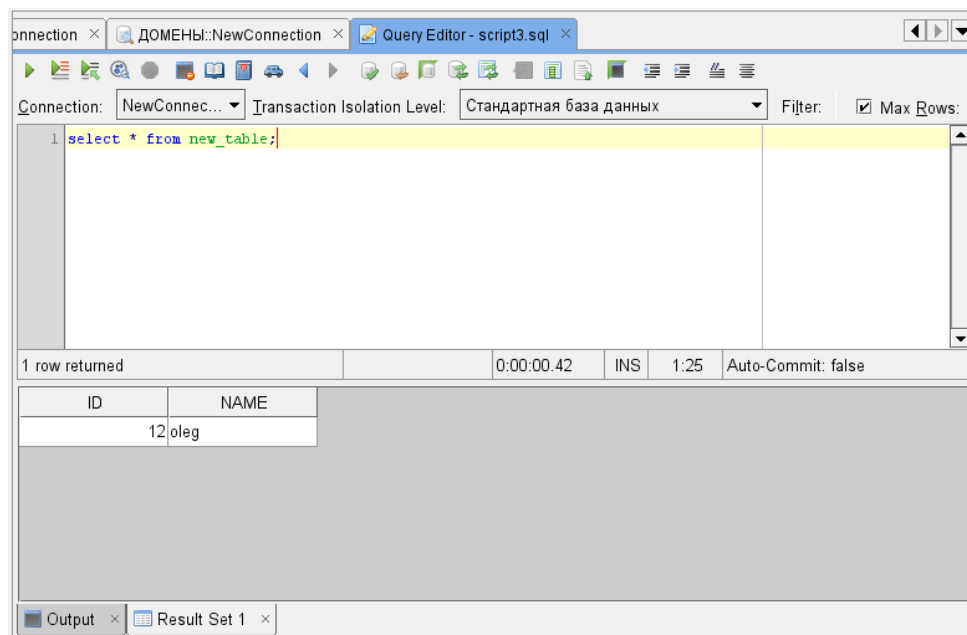 onnection ДОМЕНЫ::NewConnection Query Editor - script3.sql
Connection: NewConnec... Transaction Isolation Level: Стандартная база данных Filter: Max Rows:
1 select * from new_table;
1 row returned 0:00:00.42 INS 1:25 Auto-Commit: false
ID NAME
12 oleg
Output Result Set 1